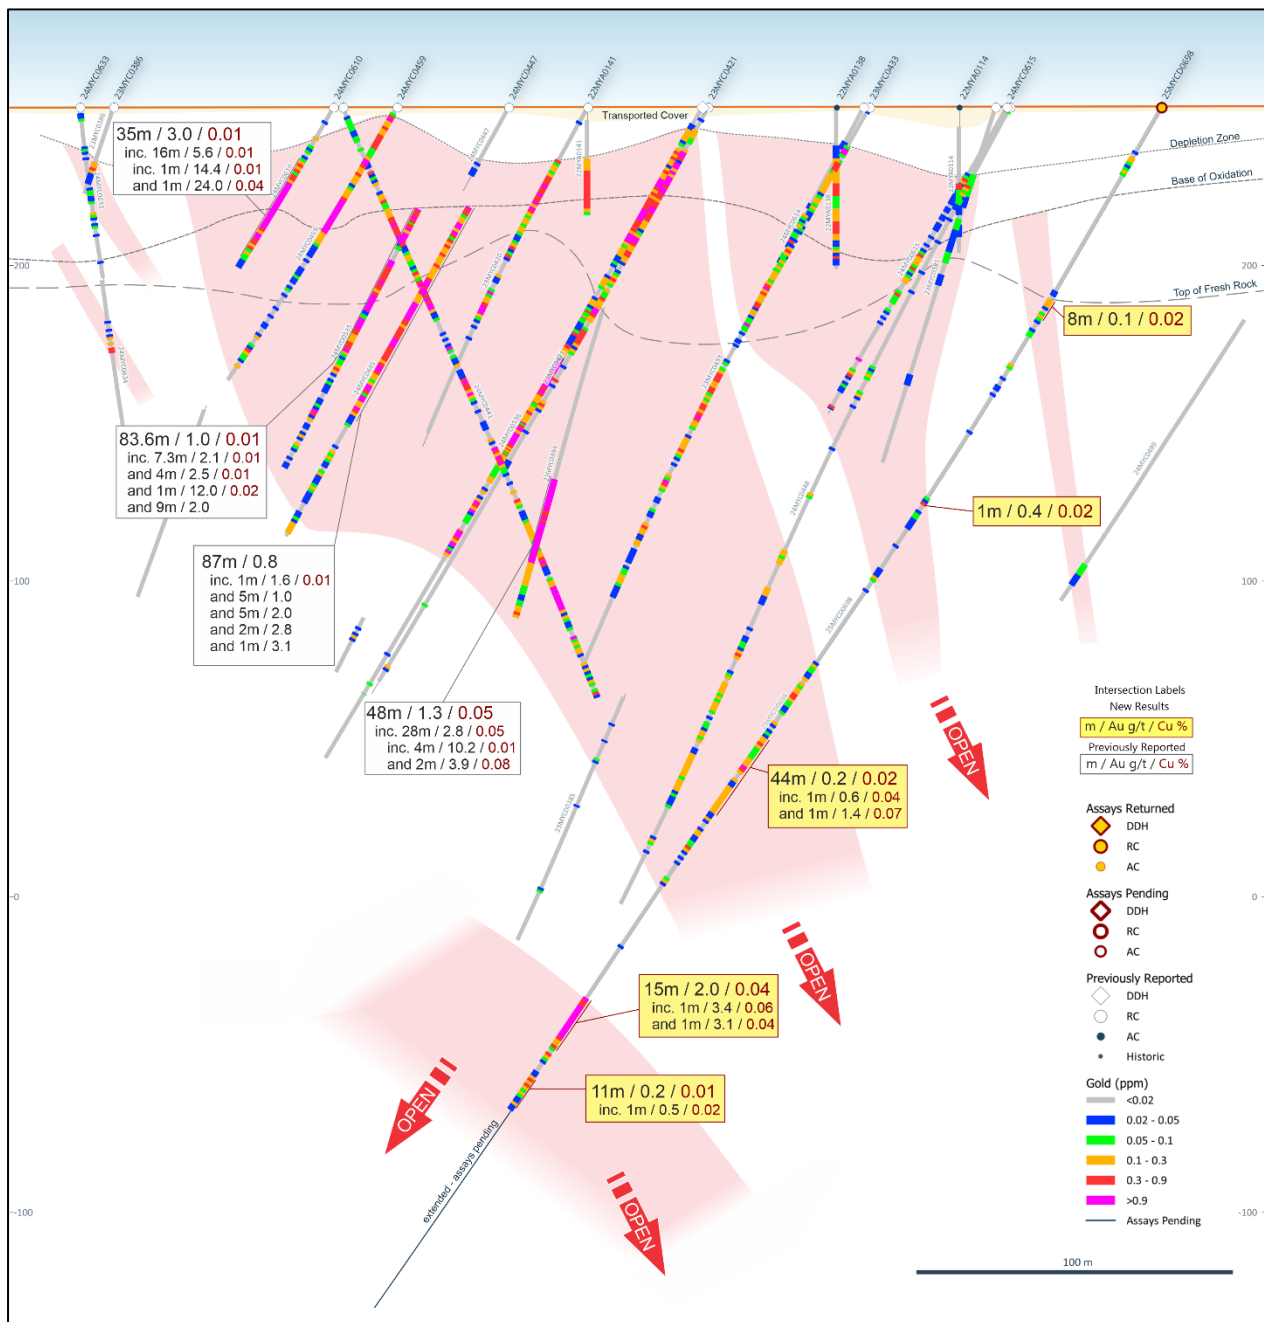 24MYC0633
23MYC0386
24MYC0610
24MYC0459
24MYC0447
22MYA0141
23MYC0421
22MYA0138
23MYC0433
22MYA0114
24MYC0615
25MYCD0698
Transported Cover
Depletion Zone
Base of Oxidation
Top of Fresh Rock
200
200
100
100
0
0
-100
-100
35m / 3.0 / 0.01
inc. 16m / 5.6 / 0.01
inc. 1m / 14.4 / 0.01
and 1m / 24.0 / 0.04
83.6m / 1.0 / 0.01
inc. 7.3m / 2.1 / 0.01
and 4m / 2.5 / 0.01
and 1m / 12.0 / 0.02
and 9m / 2.0
87m / 0.8
inc. 1m / 1.6 / 0.01
and 5m / 1.0
and 5m / 2.0
and 2m / 2.8
and 1m / 3.1
48m / 1.3 / 0.05
inc. 28m / 2.8 / 0.05
inc. 4m / 10.2 / 0.01
and 2m / 3.9 / 0.08
8m / 0.1 / 0.02
1m / 0.4 / 0.02
44m / 0.2 / 0.02
inc. 1m / 0.6 / 0.04
and 1m / 1.4 / 0.07
15m / 2.0 / 0.04
inc. 1m / 3.4 / 0.06
and 1m / 3.1 / 0.04
11m / 0.2 / 0.01
inc. 1m / 0.5 / 0.02
24MYC0447
22MYA0141
22MYA0138
24MYC0634
24MYC0448
24MYC0499
23MYC0385
25MYCD0698
OPEN
OPEN
OPEN
OPEN
extended - assays pending
Intersection Labels
New Results
m / Au g/t / Cu %
Previously Reported
m / Au g/t / Cu %
Assays Returned
DDH
RC
AC
Assays Pending
DDH
RC
AC
Previously Reported
DDH
RC
AC
Historic
Gold (ppm)
<0.02
0.02 - 0.05
0.05 - 0.1
0.1 - 0.3
0.3 - 0.9
>0.9
Assays Pending
100 m